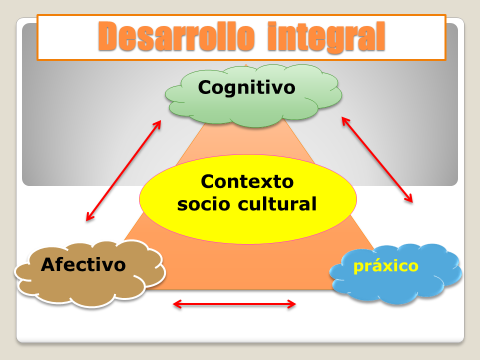 Desarrollo integral
Cognitivo
Contexto
socio cultural
Afectivo
práxico